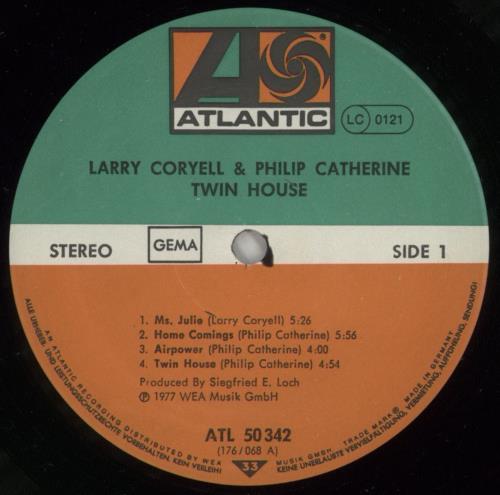 ATLANTIC
LC 0121
LARRY CORYELL & PHILIP CATHERINE
TWIN HOUSE
STEREO
GEMA
SIDE 1
1. Ms. Julie (Larry Coryell) 5:26
2. Home Comings (Philip Catherine) 5:56
3. Airpower (Philip Catherine) 4:00
4. Twin House (Philip Catherine) 4:54
Produced By Siegfried E. Loch
℗ 1977 WEA Musik GmbH
ATL 50 342
(176/068 A)
33
AN ATLANTIC RECORDING DISTRIBUTED BY WEA MUSIK GMBH TRADE MARK® MADE IN GERMANY
ALLE URHEBER- UND LEISTUNGSSCHUTZRECHTE VORBEHALTEN. KEIN VERLEIH! KEINE UNERLAUBTE VERVIELFÄLTIGUNG, VERMIETUNG, AUFFÜHRUNG, SENDUNG!